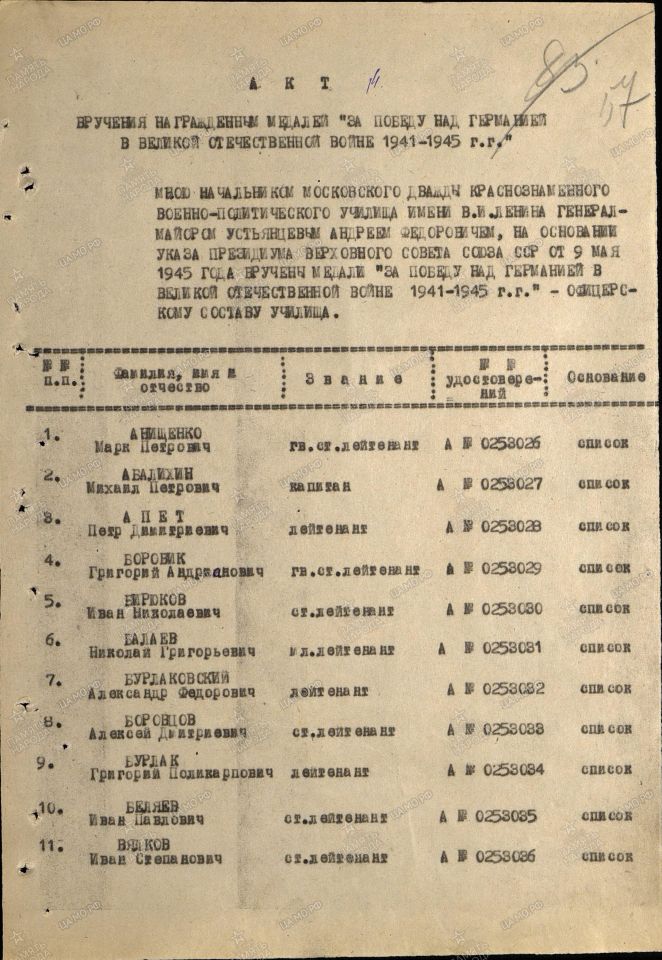 85
57
А К Т
ВРУЧЕНИЯ НАГРАЖДЕННЫМ МЕДАЛЕЙ "ЗА ПОБЕДУ НАД ГЕРМАНИЕЙ
В ВЕЛИКОЙ ОТЕЧЕСТВЕННОЙ ВОЙНЕ 1941-1945 г.г."
МНОЮ НАЧАЛЬНИКОМ МОСКОВСКОГО ДВАЖДЫ КРАСНОЗНАМЕННОГО
ВОЕННО-ПОЛИТИЧЕСКОГО УЧИЛИЩА ИМЕНИ В.И.ЛЕНИНА ГЕНЕРАЛ-
МАЙОРОМ УСТЬЯНЦЕВЫМ АНДРЕЕМ ФЕДОРОВИЧЕМ, НА ОСНОВАНИИ
УКАЗА ПРЕЗИДИУМА ВЕРХОВНОГО СОВЕТА СОЮЗА ССР ОТ 9 МАЯ
1945 ГОДА ВРУЧЕНЫ МЕДАЛИ "ЗА ПОБЕДУ НАД ГЕРМАНИЕЙ В
ВЕЛИКОЙ ОТЕЧЕСТВЕННОЙ ВОЙНЕ 1941-1945 г.г." - ОФИЦЕРС-
КОМУ СОСТАВУ УЧИЛИЩА.
№ № п.п. Фамилия, имя и отчество Звание № № удостовере-ний Основание
1. АНИЩЕНКО
Марк Петрович гв.ст.лейтенант А № 0253026 список
2. АБАЛИХИН
Михаил Петрович капитан А № 0253027 список
3. А П Е Т
Петр Димитриевич лейтенант А № 0253028 список
4. БОРОВИК
Григорий Андрианович гв.ст.лейтенант А № 0253029 список
5. БИРЮКОВ
Иван Николаевич ст.лейтенант А № 0253030 список
6. БАЛАЕВ
Николай Григорьевич мл.лейтенант А № 0253031 список
7. БУРЛАКОВСКИЙ
Александр Федорович лейтенант А № 0253032 список
8. БОРОВЦОВ
Алексей Дмитриевич ст.лейтенант А № 0253033 список
9. БУРЛАК
Григорий Поликарпович лейтенант А № 0253034 список
10. БЕЛЯЕВ
Иван Павлович ст.лейтенант А № 0253035 список
11. ВЯЛКОВ
Иван Степанович ст.лейтенант А № 0253036 список